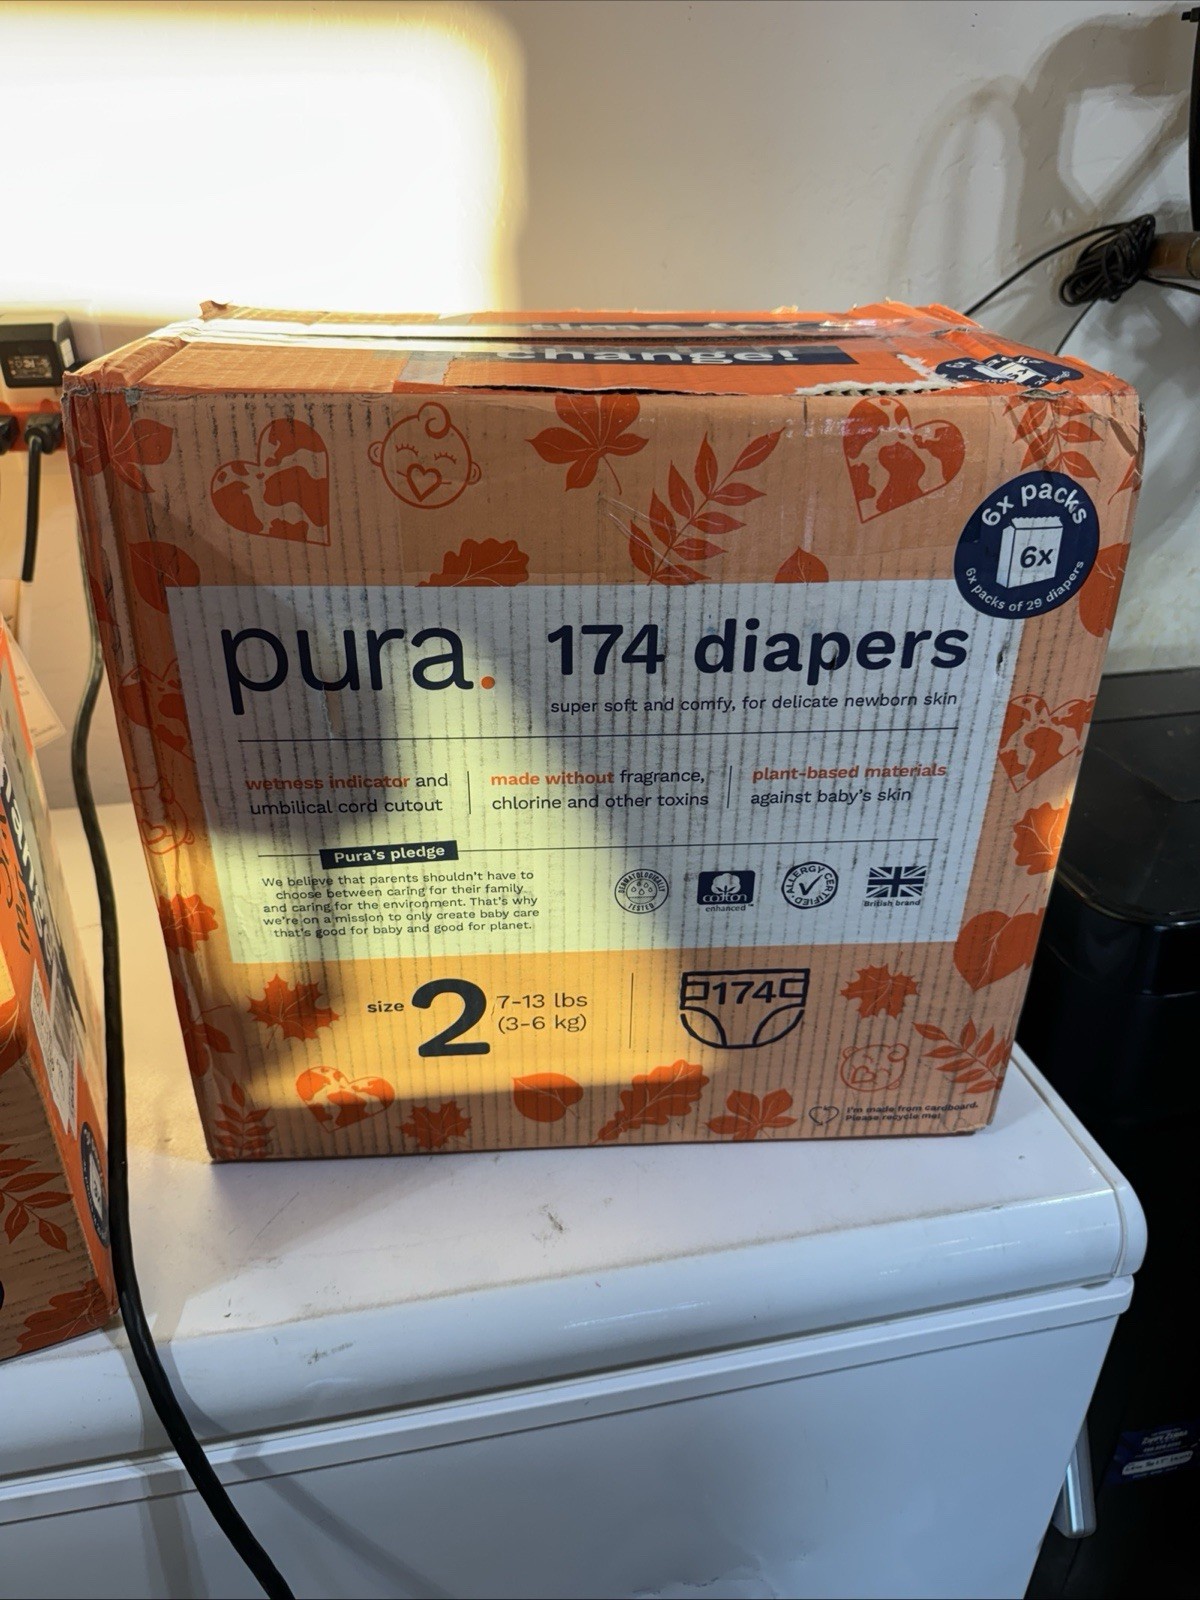 change!
6x packs
6x
6x packs of 29 diapers
pura.
174 diapers
super soft and comfy, for delicate newborn skin
wetness indicator and
umbilical cord cutout
made without fragrance,
chlorine and other toxins
plant-based materials
against baby's skin
Pura's pledge
We believe that parents shouldn't have to
choose between caring for their family
and caring for the environment. That's why
we're on a mission to only create baby care
that's good for baby and good for planet.
DERMATOLOGICALLY
TESTED
cotton
enhanced™
ALLERGY CERTIFIED
British brand
size 2
7-13 lbs
(3-6 kg)
174
I'm made from cardboard.
Please recycle me!